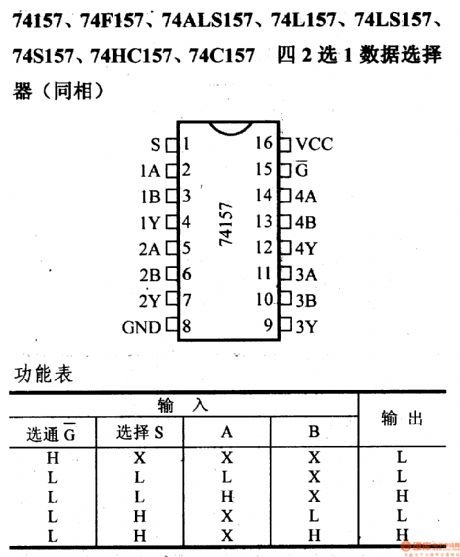 74157、74F157、74ALS157、74L157、74LS157、
74S157、74HC157、74C157 四 2 选 1 数据选择
器（同相）
S 1 16 VCC
1A 2 15 G̅
1B 3 14 4A
1Y 4 13 4B
2A 5 12 4Y
2B 6 11 3A
2Y 7 10 3B
GND 8 9 3Y
74157
功能表
输 入 输 出
选通 G̅ 选择 S A B
H X X X L
L L L X L
L L H X H
L H X L L
L H X H H